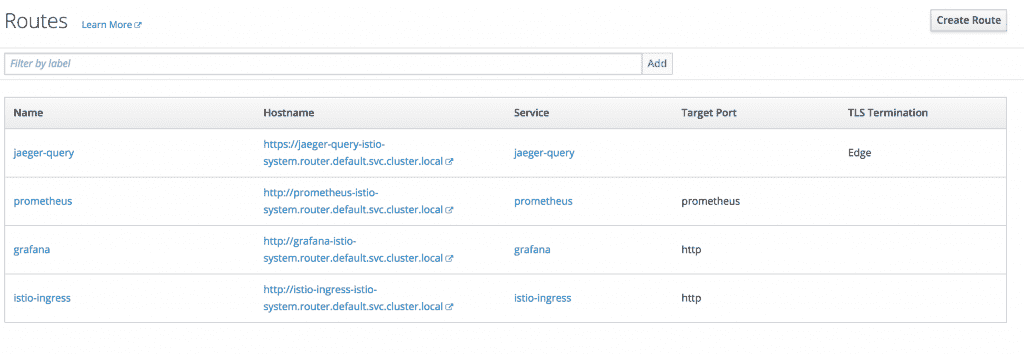 Routes Learn More
Create Route
Filter by label Add
Name Hostname Service Target Port TLS Termination
jaeger-query https://jaeger-query-istio- jaeger-query Edge
system.router.default.svc.cluster.local
prometheus http://prometheus-istio- prometheus prometheus
system.router.default.svc.cluster.local
grafana http://grafana-istio- grafana http
system.router.default.svc.cluster.local
istio-ingress http://istio-ingress-istio- istio-ingress http
system.router.default.svc.cluster.local